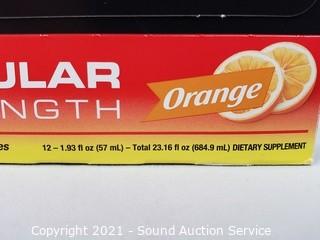 ULAR
NGTH
Orange
es
12 – 1.93 fl oz (57 mL) – Total 23.16 fl oz (684.9 mL) DIETARY SUPPLEMENT
Copyright 2021 - Sound Auction Service